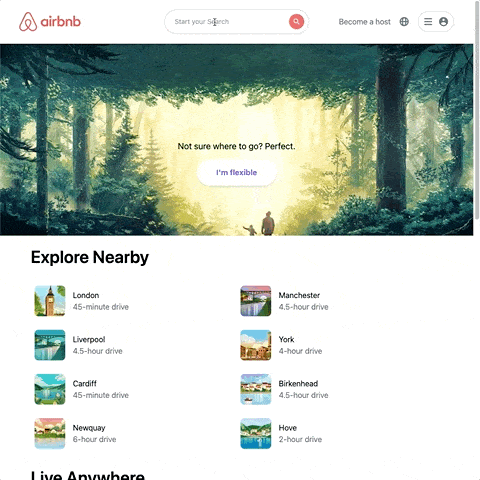 airbnb
Start your Search
Become a host
Not sure where to go? Perfect.
I'm flexible
Explore Nearby
London
45-minute drive
Manchester
4.5-hour drive
Liverpool
4.5-hour drive
York
4-hour drive
Cardiff
45-minute drive
Birkenhead
4.5-hour drive
Newquay
6-hour drive
Hove
2-hour drive
Live Anywhere